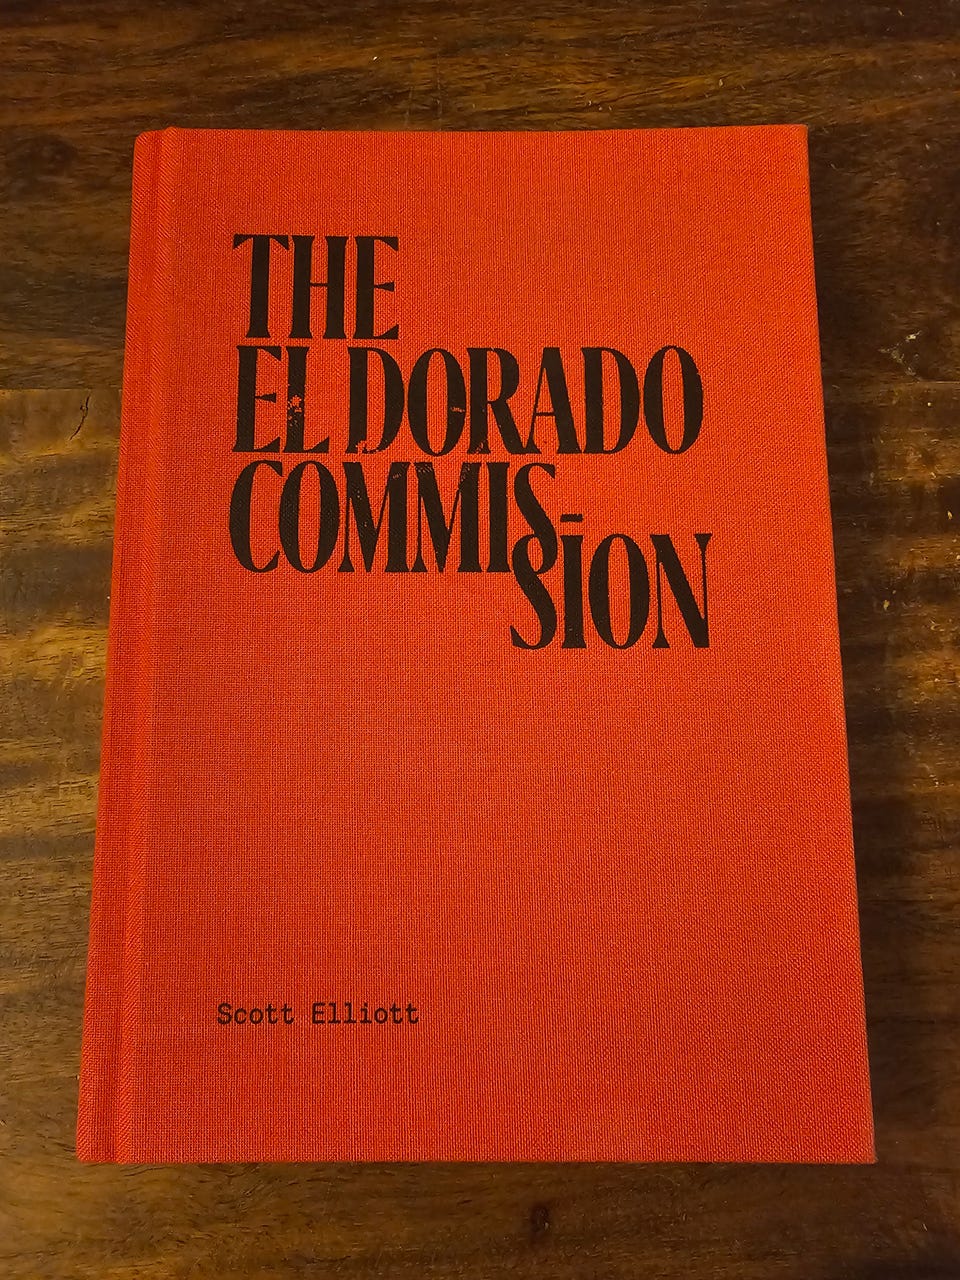 THE
EL DORADO
COMMIS-
SION
Scott Elliott